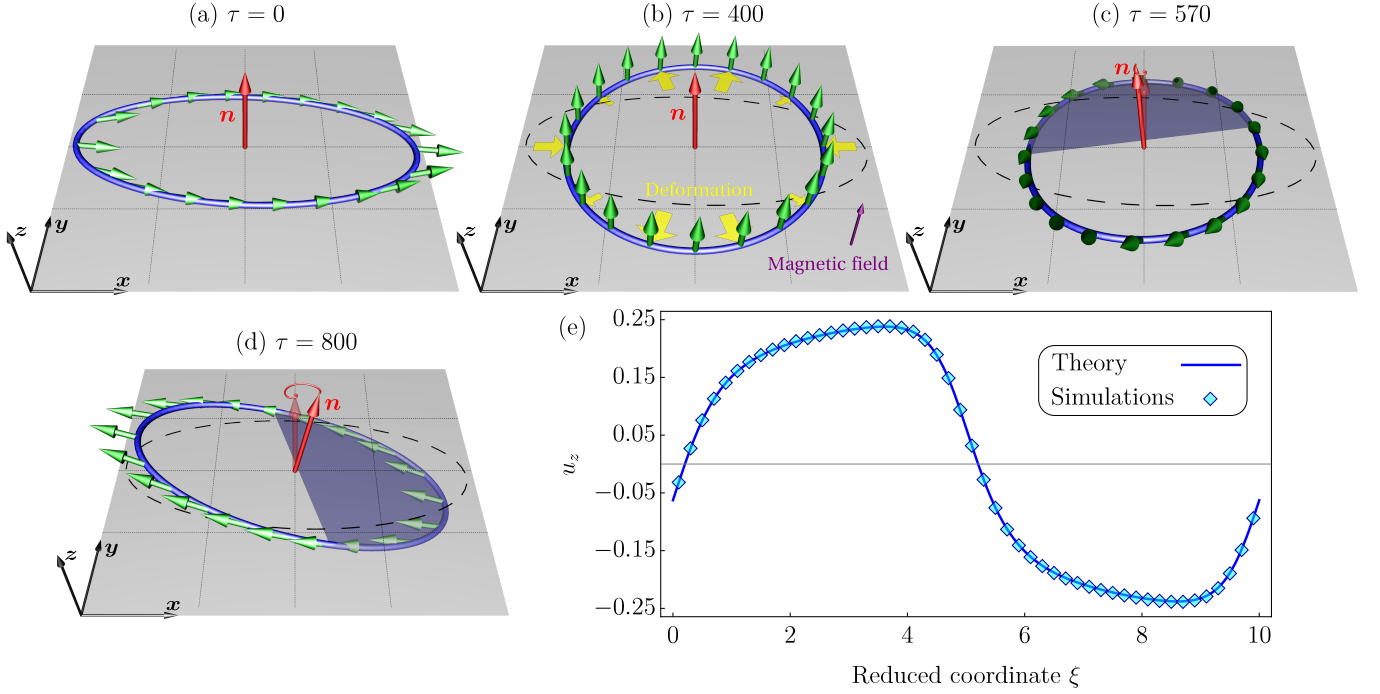 (a) τ = 0
n
z
y
x
(b) τ = 400
n
Deformation
Magnetic field
z
y
x
(c) τ = 570
n
z
y
x
(d) τ = 800
n
z
y
x
(e)
0.25
0.15
0.05
−0.05
−0.15
−0.25
u_z
Theory
Simulations
0 2 4 6 8 10
Reduced coordinate ξ